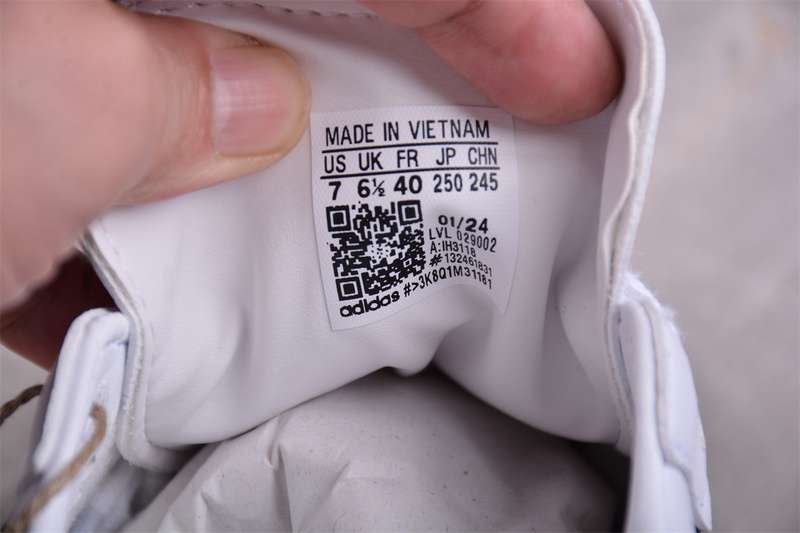 MADE IN VIETNAM
US UK FR JP CHN
7 6½ 40 250 245
01/24
LVL 029002
A:IH3118
#132461831
adidas #>3K8Q1M31161